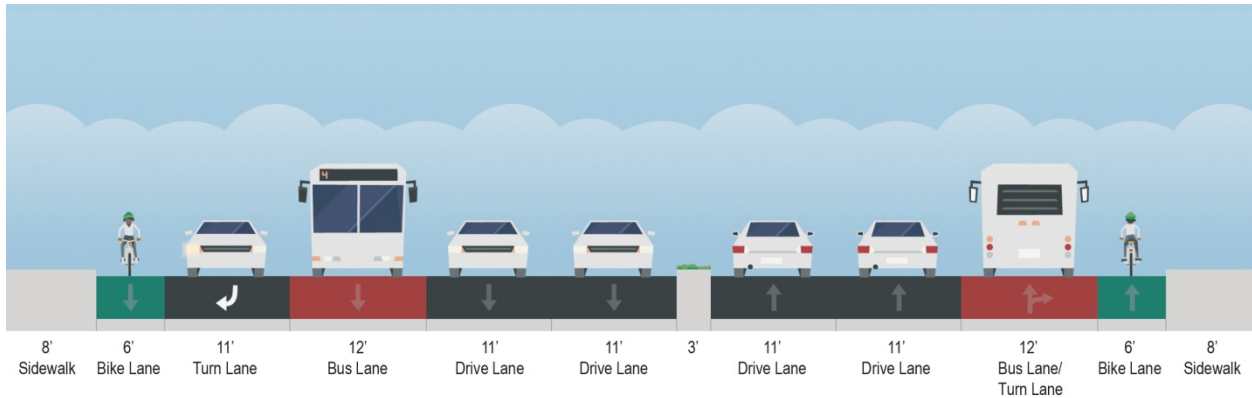 4
8’ 6’ 11’ 12’ 11’ 11’ 3’ 11’ 11’ 12’ 6’ 8’
Sidewalk Bike Lane Turn Lane Bus Lane Drive Lane Drive Lane Drive Lane Drive Lane Bus Lane/ Bike Lane Sidewalk
Turn Lane